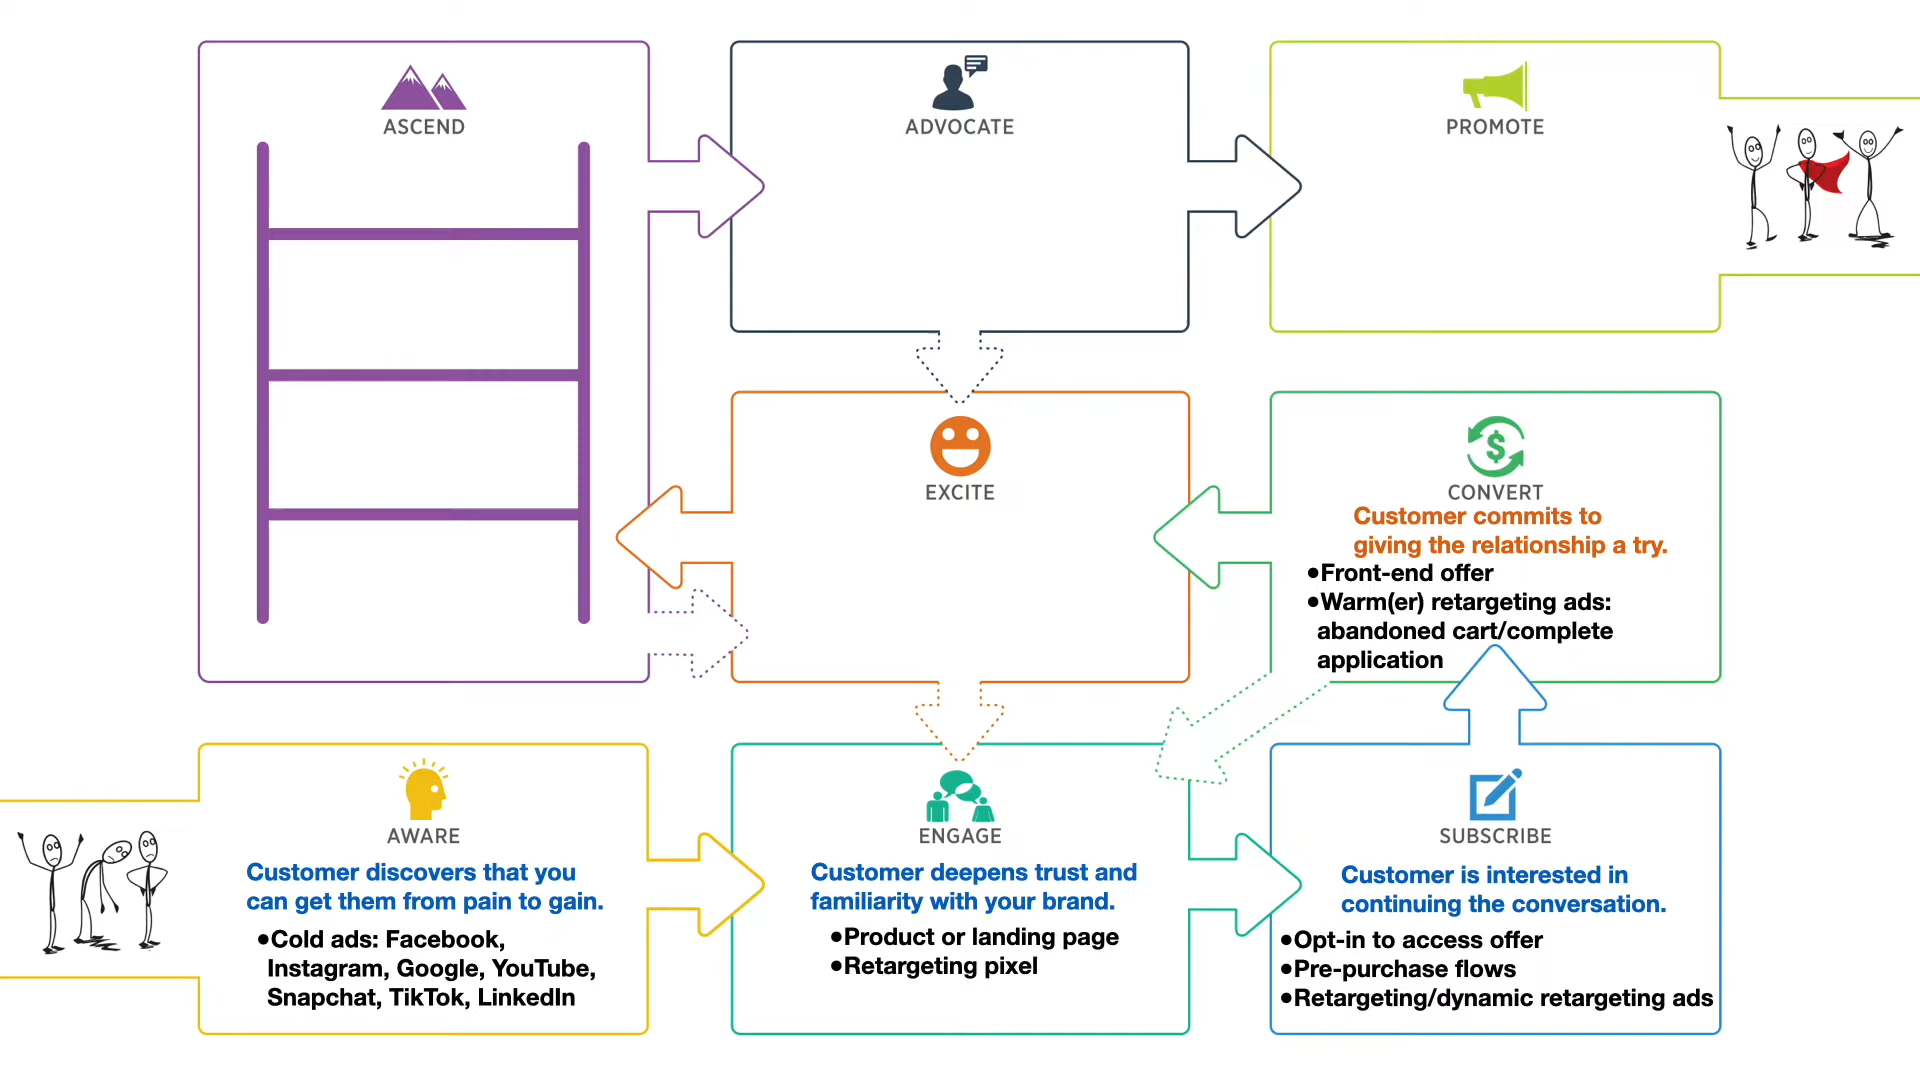 ASCEND
ADVOCATE
PROMOTE
EXCITE
CONVERT
Customer commits to
giving the relationship a try.
•Front-end offer
•Warm(er) retargeting ads:
abandoned cart/complete
application
AWARE
Customer discovers that you
can get them from pain to gain.
•Cold ads: Facebook,
Instagram, Google, YouTube,
Snapchat, TikTok, LinkedIn
ENGAGE
Customer deepens trust and
familiarity with your brand.
•Product or landing page
•Retargeting pixel
SUBSCRIBE
Customer is interested in
continuing the conversation.
•Opt-in to access offer
•Pre-purchase flows
•Retargeting/dynamic retargeting ads